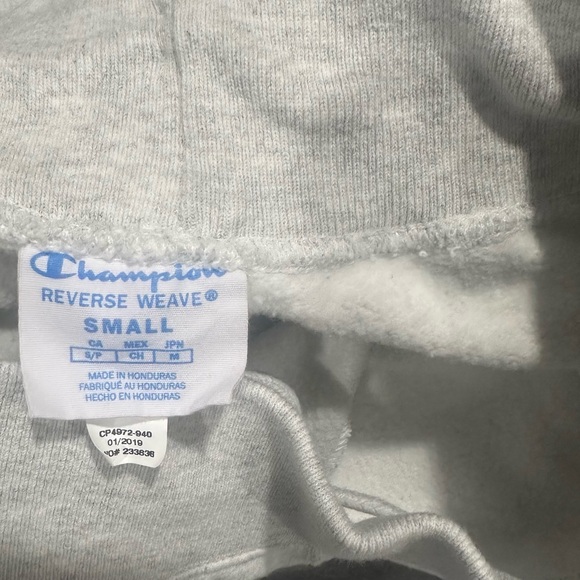 Champion
REVERSE WEAVE®
SMALL
CA MEX JPN
S/P CH M
MADE IN HONDURAS
FABRIQUÉ AU HONDURAS
HECHO EN HONDURAS
CP4972-940
01/2019
233838